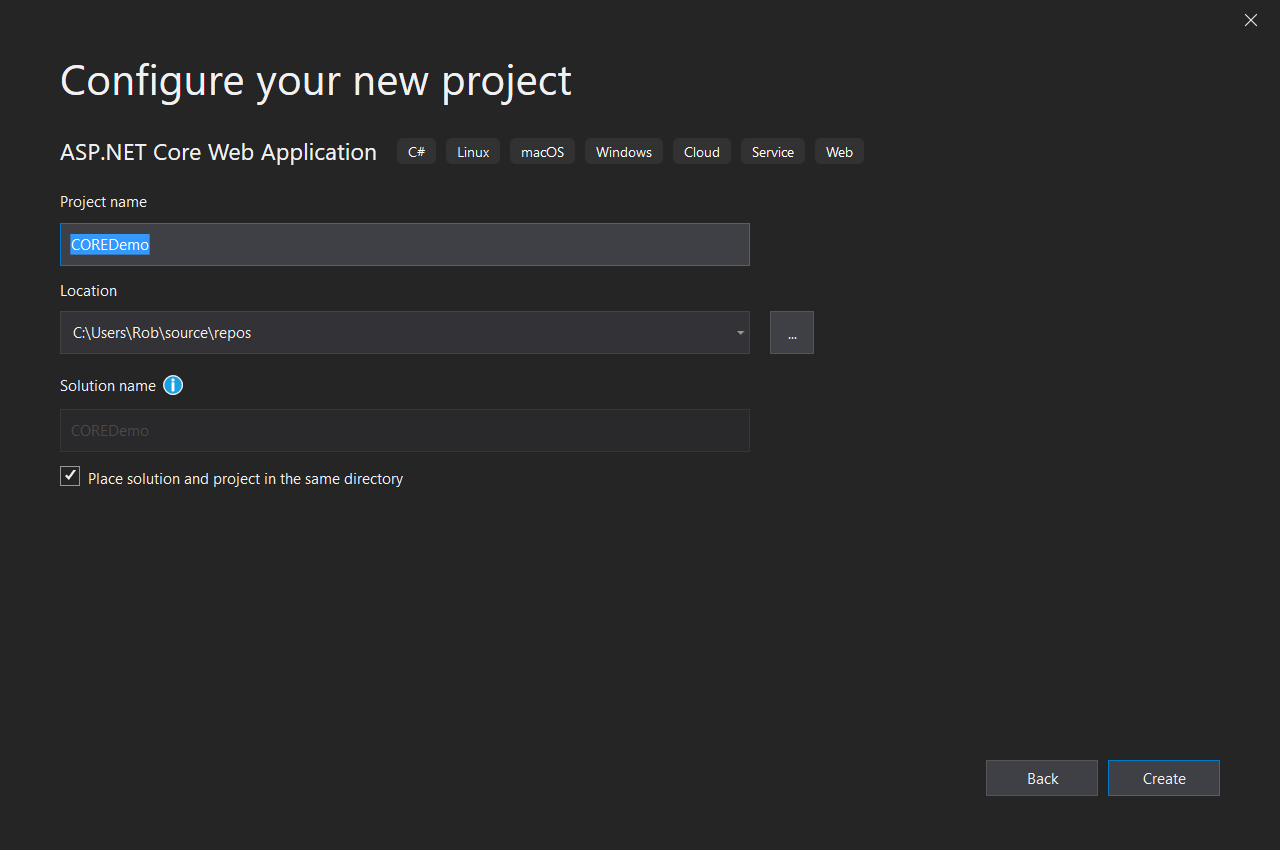 Configure your new project
ASP.NET Core Web Application C# Linux macOS Windows Cloud Service Web
Project name
COREDemo
Location
C:\Users\Rob\source\repos
...
Solution name
COREDemo
Place solution and project in the same directory
Back Create